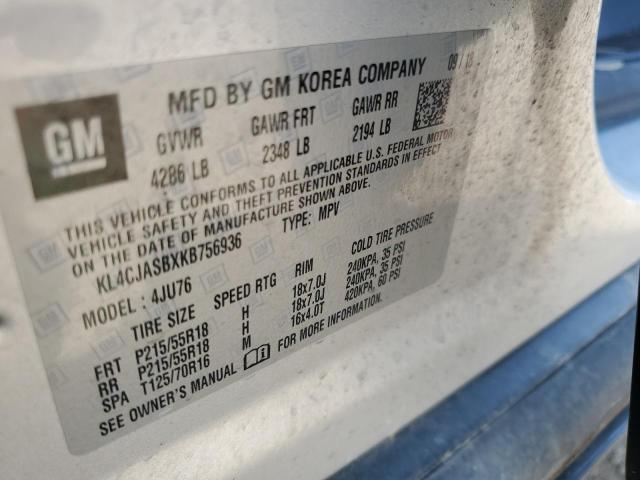 GM
MFD BY GM KOREA COMPANY 09/18
GVWR GAWR FRT GAWR RR
4286 LB 2348 LB 2194 LB
THIS VEHICLE CONFORMS TO ALL APPLICABLE U.S. FEDERAL MOTOR
VEHICLE SAFETY AND THEFT PREVENTION STANDARDS IN EFFECT
ON THE DATE OF MANUFACTURE SHOWN ABOVE.
KL4CJASBXKB756936 TYPE: MPV
MODEL: 4JU76
TIRE SIZE SPEED RTG RIM COLD TIRE PRESSURE
FRT P215/55R18 H 18x7.0J 240KPA, 35 PSI
RR P215/55R18 H 18x7.0J 240KPA, 35 PSI
SPA T125/70R16 M 16x4.0T 420KPA, 60 PSI
SEE OWNER'S MANUAL FOR MORE INFORMATION.